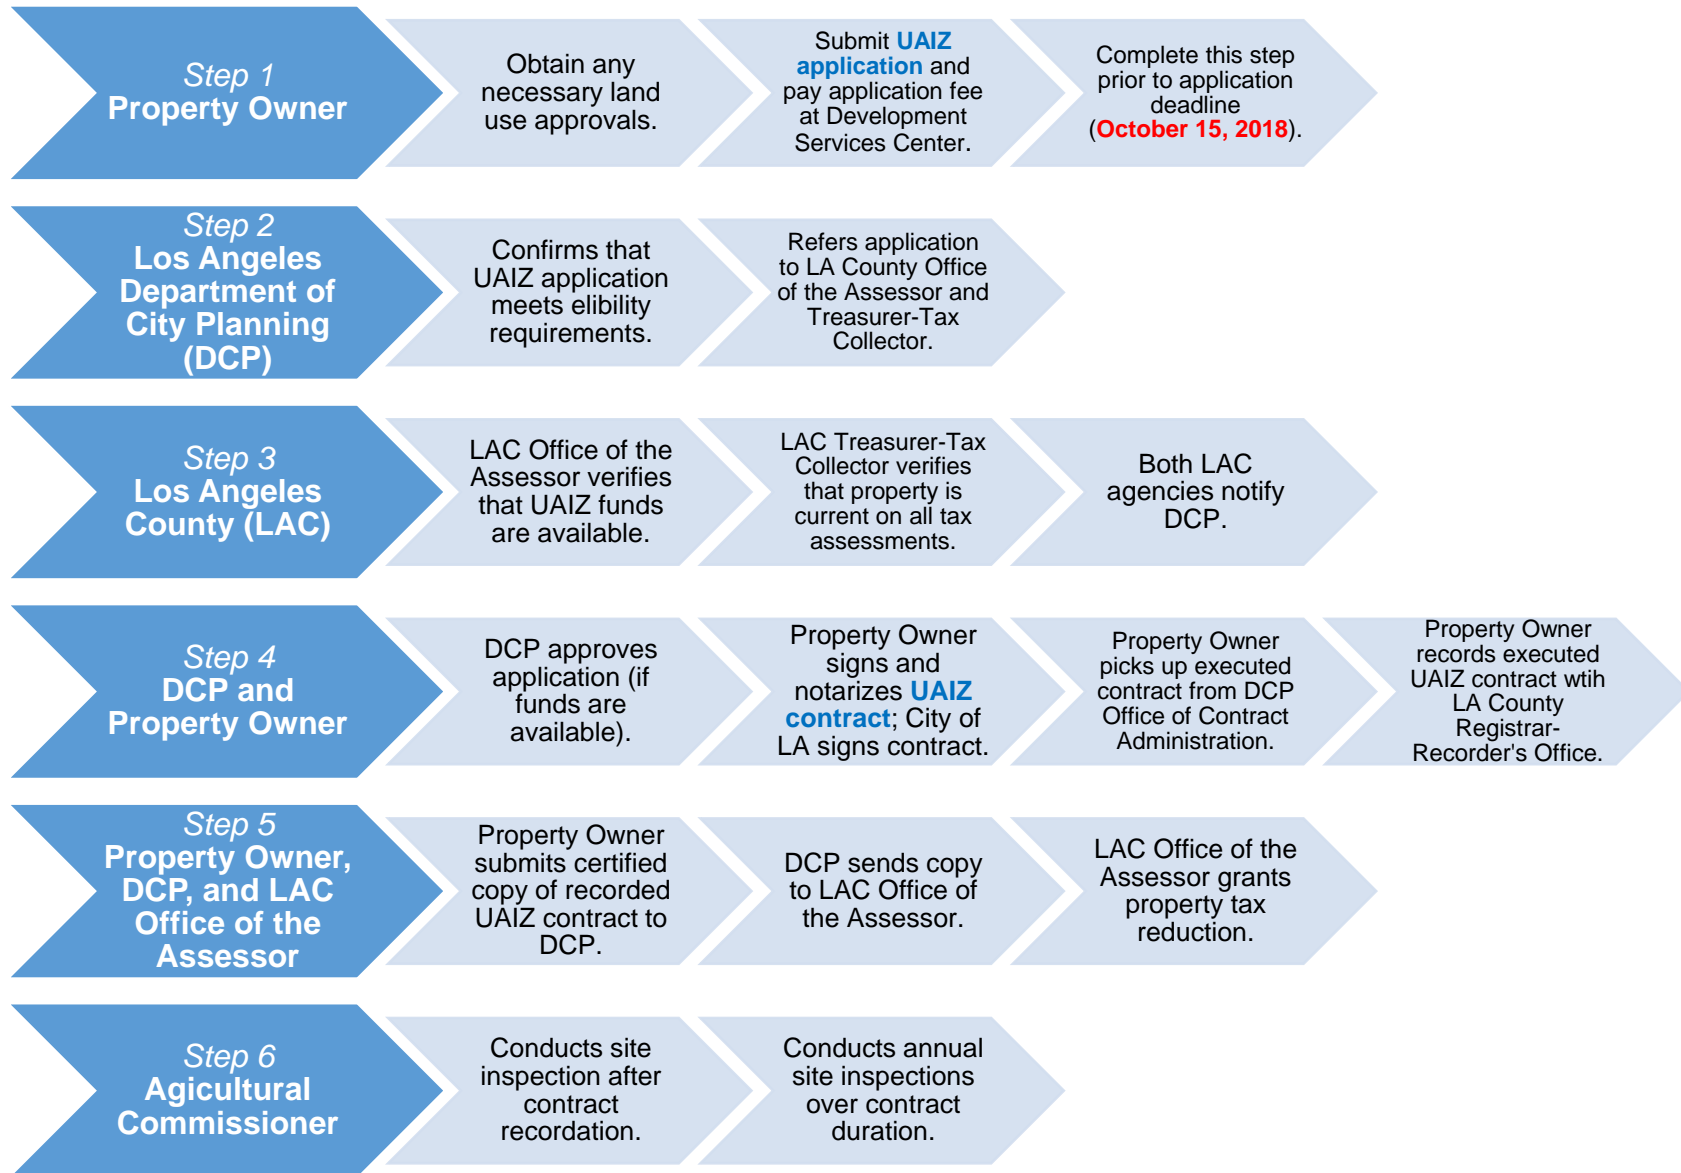 Step 1
Property Owner
Obtain any
necessary land
use approvals.
Submit UAIZ
application and
pay application fee
at Development
Services Center.
Complete this step
prior to application
deadline
(October 15, 2018).
Step 2
Los Angeles
Department of
City Planning
(DCP)
Confirms that
UAIZ application
meets elibility
requirements.
Refers application
to LA County Office
of the Assessor and
Treasurer-Tax
Collector.
Step 3
Los Angeles
County (LAC)
LAC Office of the
Assessor verifies
that UAIZ funds
are available.
LAC Treasurer-Tax
Collector verifies
that property is
current on all tax
assessments.
Both LAC
agencies notify
DCP.
Step 4
DCP and
Property Owner
DCP approves
application (if
funds are
available).
Property Owner
signs and
notarizes UAIZ
contract; City of
LA signs contract.
Property Owner
picks up executed
contract from DCP
Office of Contract
Administration.
Property Owner
records executed
UAIZ contract wtih
LA County
Registrar-
Recorder's Office.
Step 5
Property Owner,
DCP, and LAC
Office of the
Assessor
Property Owner
submits certified
copy of recorded
UAIZ contract to
DCP.
DCP sends copy
to LAC Office of
the Assessor.
LAC Office of the
Assessor grants
property tax
reduction.
Step 6
Agicultural
Commissioner
Conducts site
inspection after
contract
recordation.
Conducts annual
site inspections
over contract
duration.